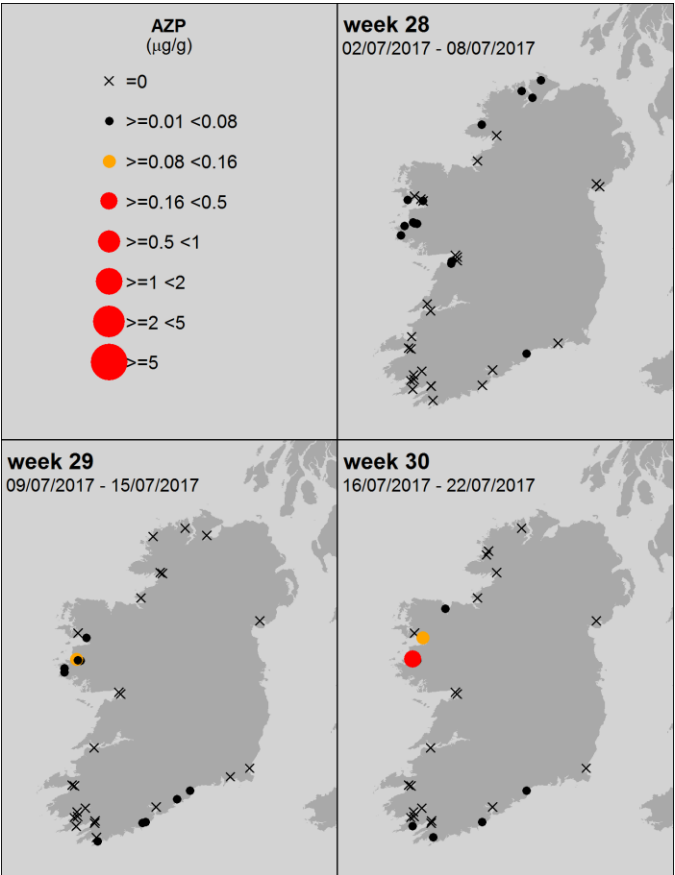 AZP
(µg/g)
=0
>=0.01 <0.08
>=0.08 <0.16
>=0.16 <0.5
>=0.5 <1
>=1 <2
>=2 <5
>=5
week 28
02/07/2017 - 08/07/2017
week 29
09/07/2017 - 15/07/2017
week 30
16/07/2017 - 22/07/2017